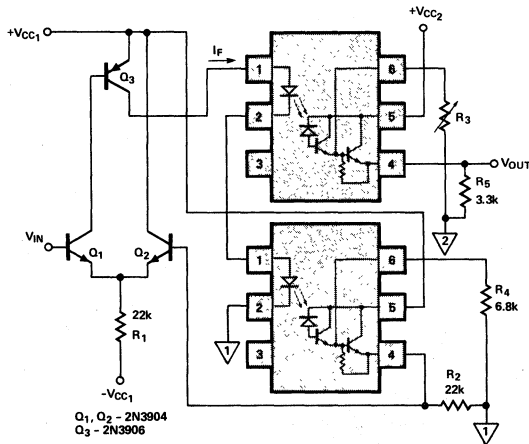 +VCC1
+VCC2
IF
Q3
1
2
3
6
5
4
R3
VOUT
R5
3.3k
2
VIN
Q1
Q2
1
2
3
6
5
4
R4
6.8k
22k
R1
1
R2
22k
1
-VCC1
Q1, Q2 – 2N3904
Q3 – 2N3906